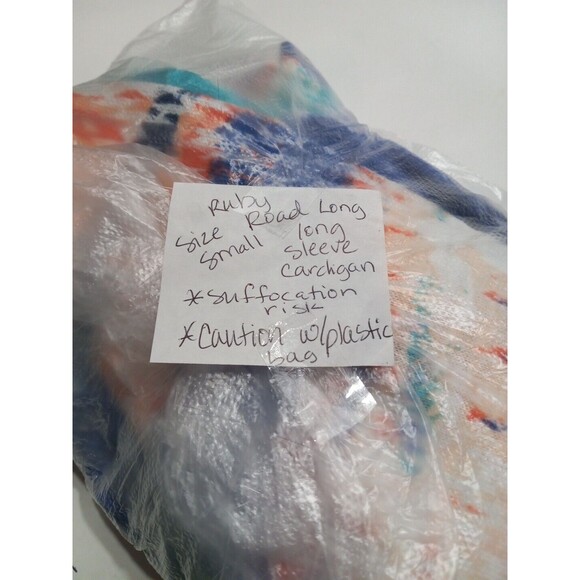 Ruby
Road Long
size small long
sleeve
cardigan
*suffocation
risk
*Caution w/plastic
bag